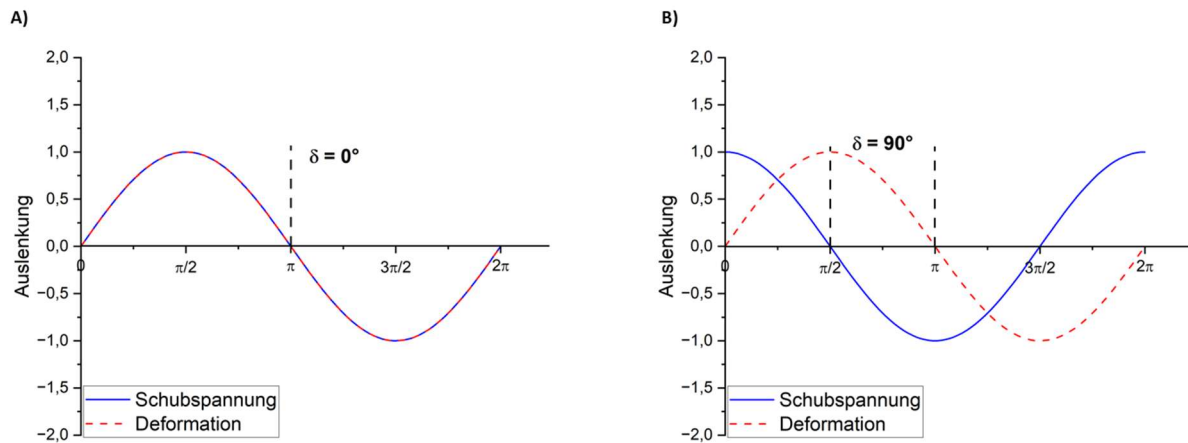 A)
2,0
1,5
1,0
0,5
0,0
−0,5
−1,0
−1,5
−2,0
Auslenkung
0
π/2
π
3π/2
2π
δ = 0°
Schubspannung
Deformation
B)
2,0
1,5
1,0
0,5
0,0
−0,5
−1,0
−1,5
−2,0
Auslenkung
0
π/2
π
3π/2
2π
δ = 90°
Schubspannung
Deformation